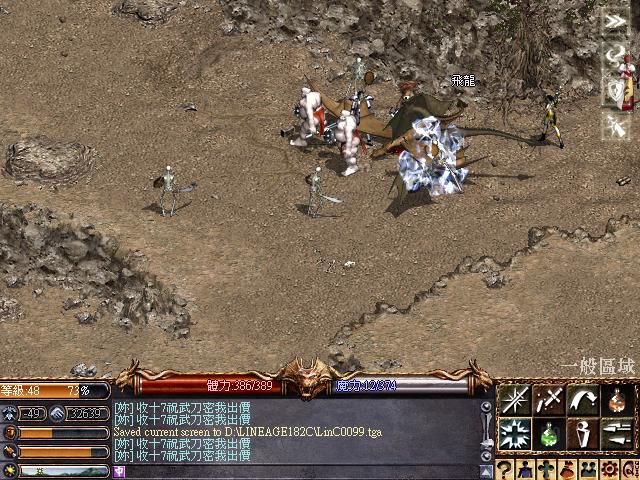 飛龍
一般區域
等級:48 73%
體力:386/389
魔力:12/374
-49 32639
[妳] 收十7祝武刀密我出價
[妳] 收十7祝武刀密我出價
Saved current screen to D:\LINEAGE182C\LinC0099.tga
[妳] 收十7祝武刀密我出價
[妳] 收十7祝武刀密我出價
中